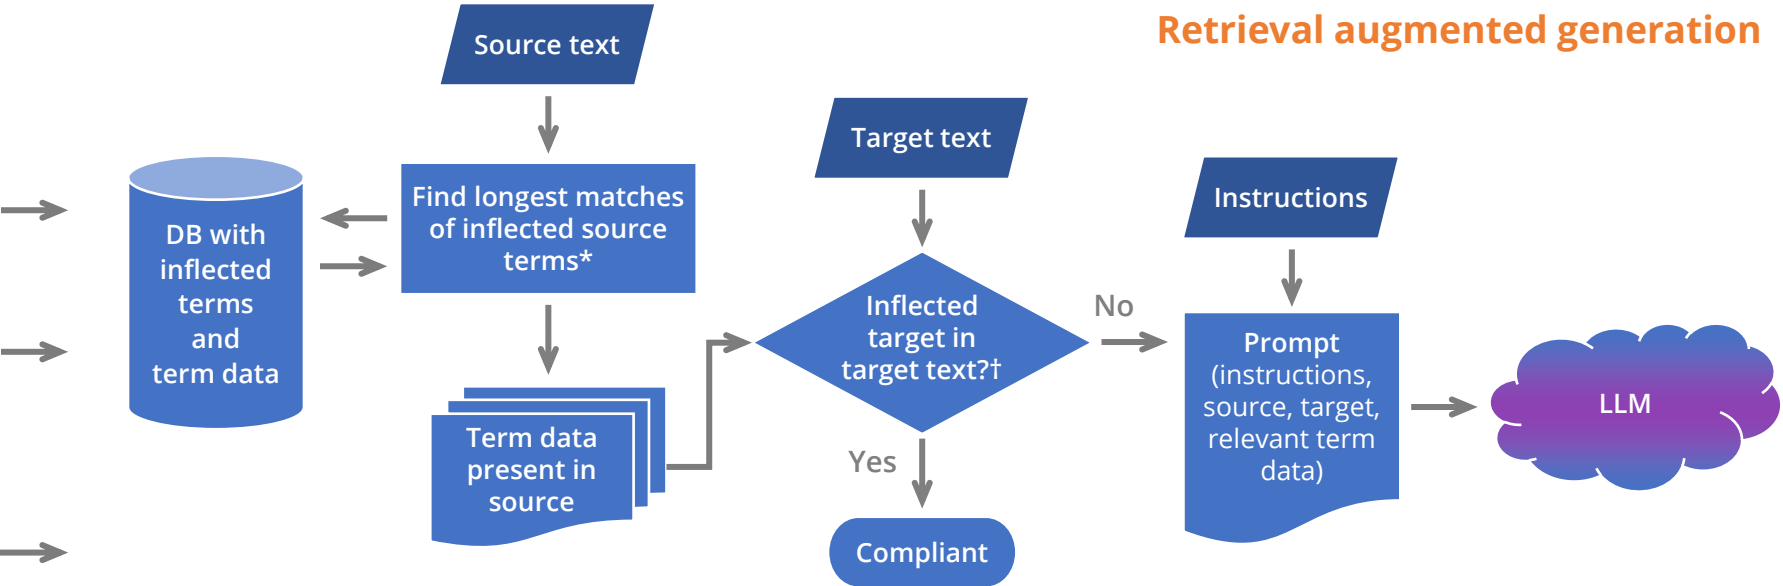 Retrieval augmented generation
Source text
Target text
Instructions
DB with
inflected
terms
and
term data
Find longest matches
of inflected source
terms*
Term data
present in
source
Inflected
target in
target text?†
No
Yes
Compliant
Prompt
(instructions,
source, target,
relevant term
data)
LLM